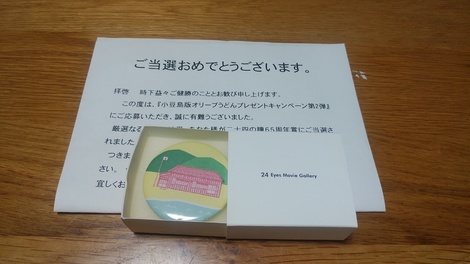 ご当選おめでとうございます。
拝啓 時下益々ご健勝のこととお歓び申し上げます。
この度は、『小豆島版オリーブうどんプレゼントキャンペーン第2弾』
にご応募いただき、誠に有難うございました。
厳選なる
様が二十四の瞳65周年賞にご当選さ
れました
つきま
さい。
宜しくお
24 Eyes Movie Gallery